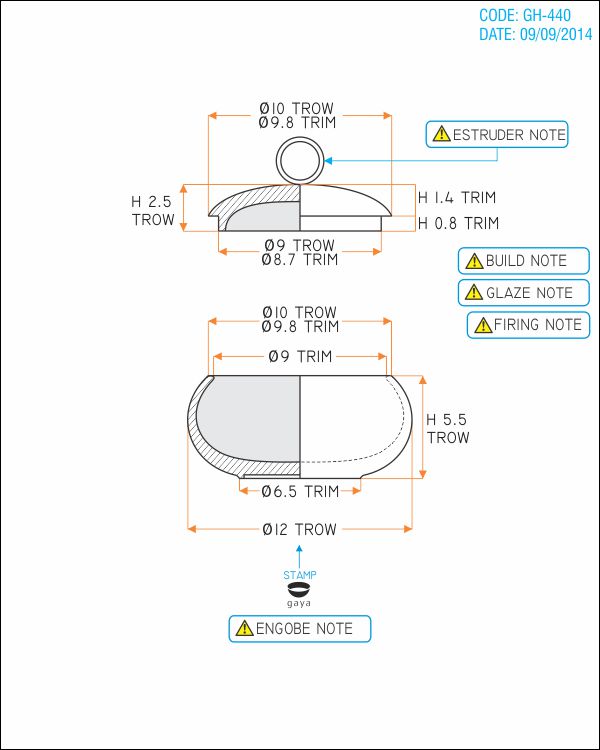 CODE: GH-440
DATE: 09/09/2014
Ø10 TROW
Ø9.8 TRIM
ESTRUDER NOTE
H 2.5
TROW
H 1.4 TRIM
H 0.8 TRIM
Ø9 TROW
Ø8.7 TRIM
BUILD NOTE
GLAZE NOTE
FIRING NOTE
Ø10 TROW
Ø9.8 TRIM
Ø9 TRIM
H 5.5
TROW
Ø6.5 TRIM
Ø12 TROW
STAMP
gaya
ENGOBE NOTE